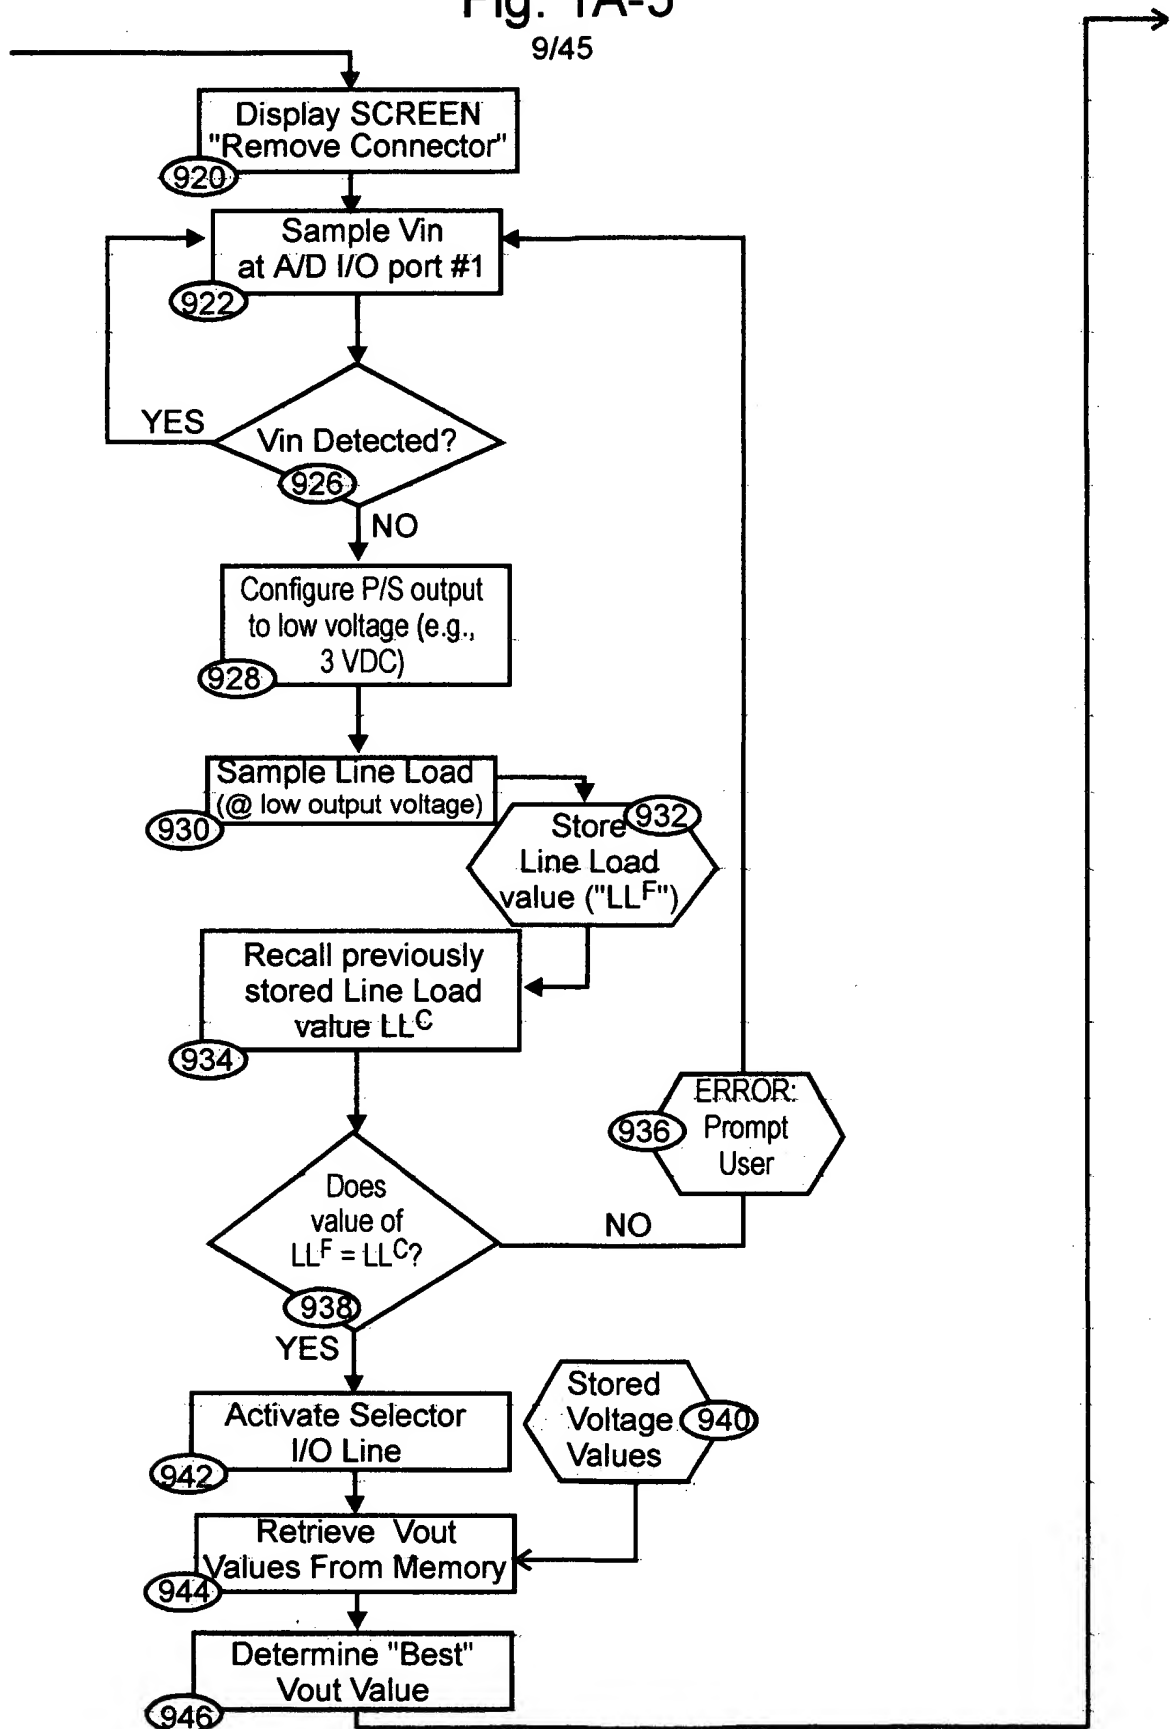 Fig. 1A-5
9/45
Display SCREEN
"Remove Connector"
920
Sample Vin
at A/D I/O port #1
922
YES
Vin Detected?
926
NO
Configure P/S output
to low voltage (e.g.,
3 VDC)
928
Sample Line Load
(@ low output voltage)
930
932
Store
Line Load
value ("LLF")
Recall previously
stored Line Load
value LLC
934
ERROR:
Prompt
User
936
Does
value of
LLF = LLC?
938
NO
YES
Stored
Voltage
Values
940
Activate Selector
I/O Line
942
Retrieve Vout
Values From Memory
944
Determine "Best"
Vout Value
946